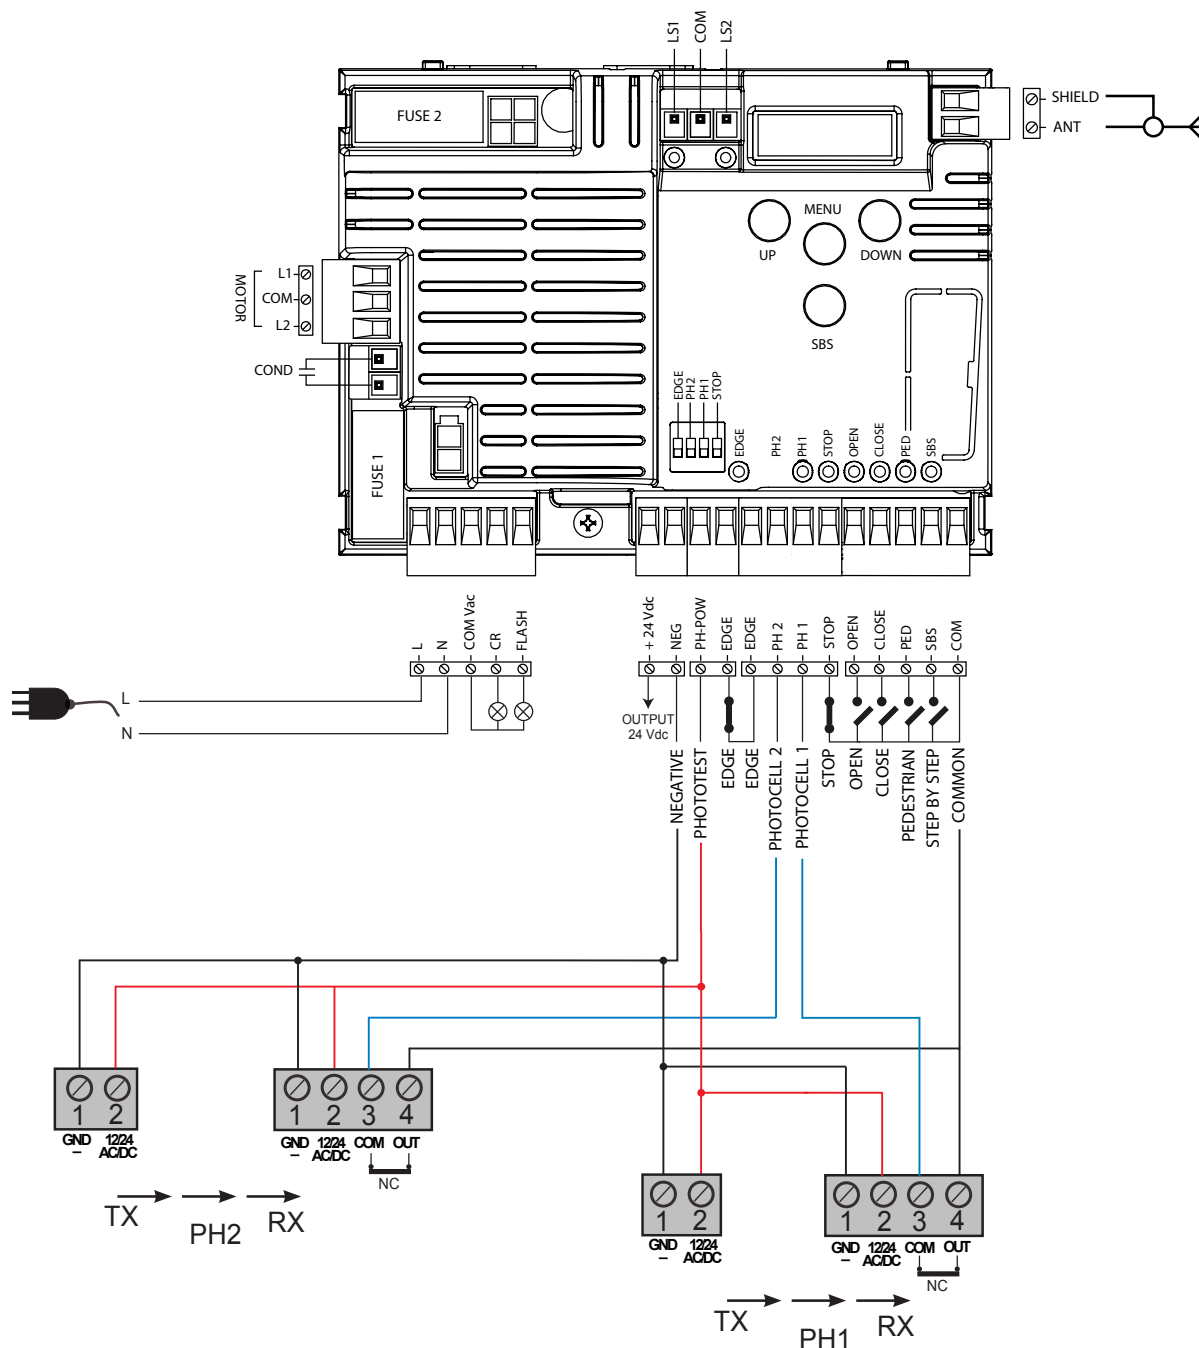 LS1
COM
LS2
FUSE 2
SHIELD
ANT
MENU
UP
DOWN
SBS
MOTOR
L1
COM
L2
COND
FUSE 1
EDGE
PH2
PH1
STOP
EDGE
PH2
PH1
STOP
OPEN
CLOSE
PED
SBS
L
N
COM Vac
CR
FLASH
+ 24 Vdc
NEG
PH-POW
EDGE
EDGE
PH 2
PH 1
STOP
OPEN
CLOSE
PED
SBS
COM
L
N
OUTPUT
24 Vdc
NEGATIVE
PHOTOTEST
EDGE
EDGE
PHOTOCELL 2
PHOTOCELL 1
STOP
OPEN
CLOSE
PEDESTRIAN
STEP BY STEP
COMMON
1 2
GND 12/24
– AC/DC
1 2 3 4
GND 12/24 COM OUT
– AC/DC
NC
TX PH2 RX
1 2
GND 12/24
– AC/DC
1 2 3 4
GND 12/24 COM OUT
– AC/DC
NC
TX PH1 RX